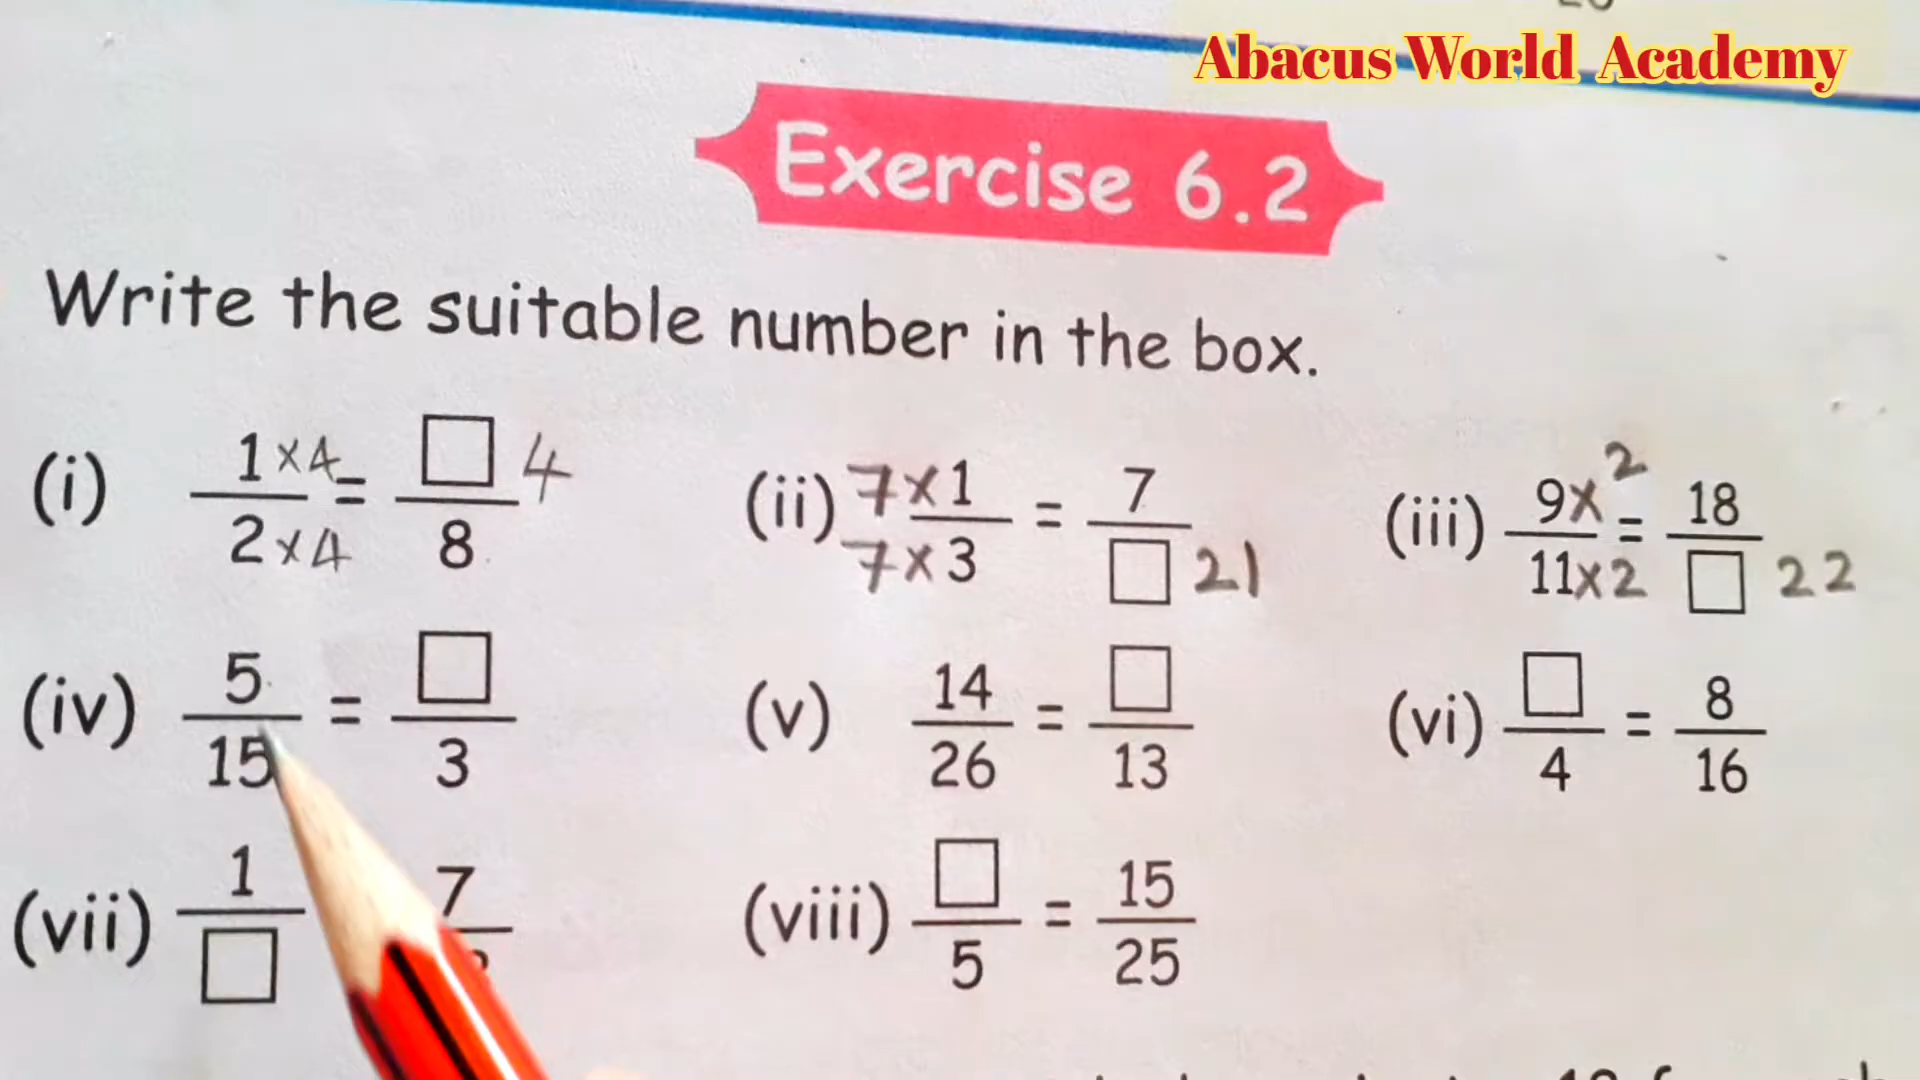 Abacus World Academy
Exercise 6.2
Write the suitable number in the box.
(i) 1×4/2×4 = □/8 4
(ii) 7×1/7×3 = 7/□ 21
(iii) 9×2/11×2 = 18/□ 22
(iv) 5/15 = □/3
(v) 14/26 = □/13
(vi) □/4 = 8/16
(vii) 1/□ 7
(viii) □/5 = 15/25